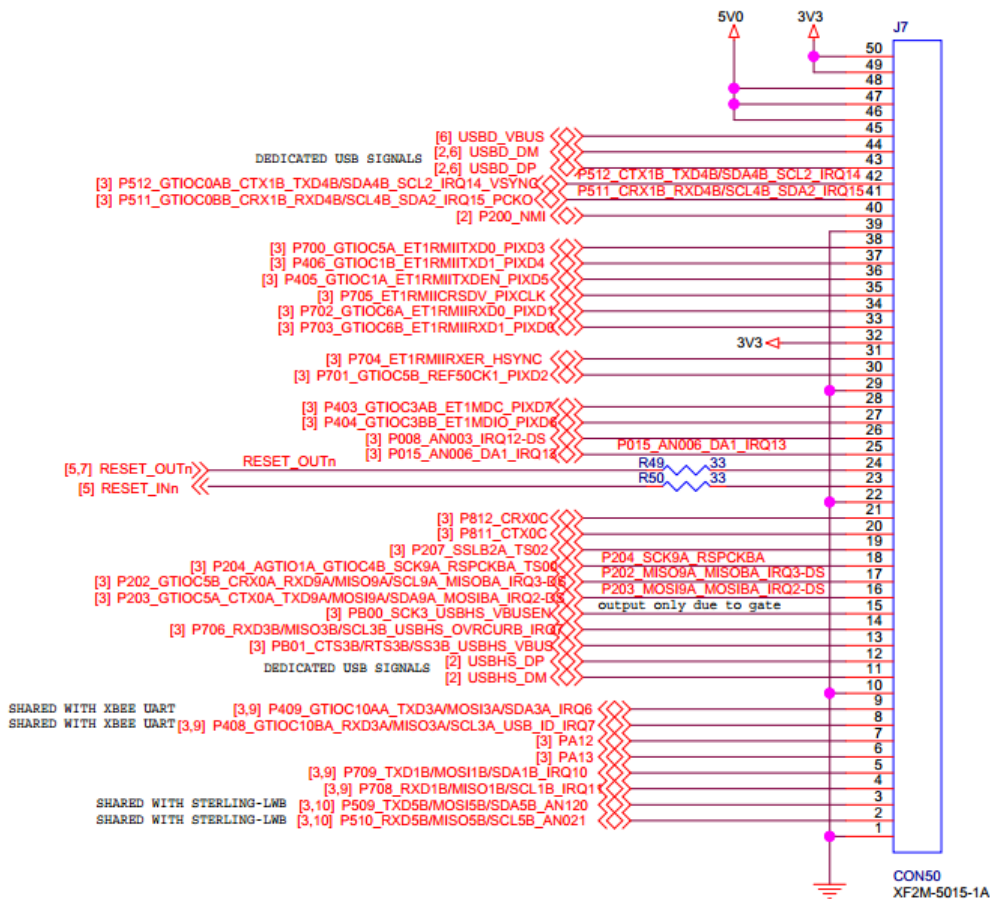 5V0 3V3
J7
50
49
48
47
46
[6] USBD_VBUS 45
[2,6] USBD_DM 44
DEDICATED USB SIGNALS
[2,6] USBD_DP 43
[3] P512_GTIOC0AB_CTX1B_TXD4B/SDA4B_SCL2_IRQ14_VSYNC P512_CTX1B_TXD4B/SDA4B_SCL2_IRQ14 42
[3] P511_GTIOC0BB_CRX1B_RXD4B/SCL4B_SDA2_IRQ15_PCKO P511_CRX1B_RXD4B/SCL4B_SDA2_IRQ15 41
[2] P200_NMI 40
39
[3] P700_GTIOC5A_ET1RMIITXD0_PIXD3 38
[3] P406_GTIOC1B_ET1RMIITXD1_PIXD4 37
[3] P405_GTIOC1A_ET1RMIITXDEN_PIXD5 36
[3] P705_ET1RMIICRSDV_PIXCLK 35
[3] P702_GTIOC6A_ET1RMIIRXD0_PIXD1 34
[3] P703_GTIOC6B_ET1RMIIRXD1_PIXD0 33
3V3 32
[3] P704_ET1RMIIRXER_HSYNC 31
[3] P701_GTIOC5B_REF50CK1_PIXD2 30
29
[3] P403_GTIOC3AB_ET1MDC_PIXD7 28
[3] P404_GTIOC3BB_ET1MDIO_PIXD6 27
[3] P008_AN003_IRQ12-DS 26
[3] P015_AN006_DA1_IRQ13 P015_AN006_DA1_IRQ13 25
[5,7] RESET_OUTn RESET_OUTn R49 33 24
[5] RESET_INn R50 33 23
22
[3] P812_CRX0C 21
[3] P811_CTX0C 20
[3] P207_SSLB2A_TS02 19
[3] P204_AGTIO1A_GTIOC4B_SCK9A_RSPCKBA_TS00 P204_SCK9A_RSPCKBA 18
[3] P202_GTIOC5B_CRX0A_RXD9A/MISO9A/SCL9A_MISOBA_IRQ3-DS P202_MISO9A_MISOBA_IRQ3-DS 17
[3] P203_GTIOC5A_CTX0A_TXD9A/MOSI9A/SDA9A_MOSIBA_IRQ2-DS P203_MOSI9A_MOSIBA_IRQ2-DS 16
[3] PB00_SCK3_USBHS_VBUSEN output only due to gate 15
[3] P706_RXD3B/MISO3B/SCL3B_USBHS_OVRCURB_IRQ7 14
[3] PB01_CTS3B/RTS3B/SS3B_USBHS_VBUS 13
[2] USBHS_DP 12
DEDICATED USB SIGNALS
[2] USBHS_DM 11
10
SHARED WITH XBEE UART [3,9] P409_GTIOC10AA_TXD3A/MOSI3A/SDA3A_IRQ6 9
SHARED WITH XBEE UART [3,9] P408_GTIOC10BA_RXD3A/MISO3A/SCL3A_USB_ID_IRQ7 8
[3] PA12 7
[3] PA13 6
[3,9] P709_TXD1B/MOSI1B/SDA1B_IRQ10 5
[3,9] P708_RXD1B/MISO1B/SCL1B_IRQ11 4
SHARED WITH STERLING-LWB [3,10] P509_TXD5B/MOSI5B/SDA5B_AN120 3
SHARED WITH STERLING-LWB [3,10] P510_RXD5B/MISO5B/SCL5B_AN021 2
1
CON50
XF2M-5015-1A